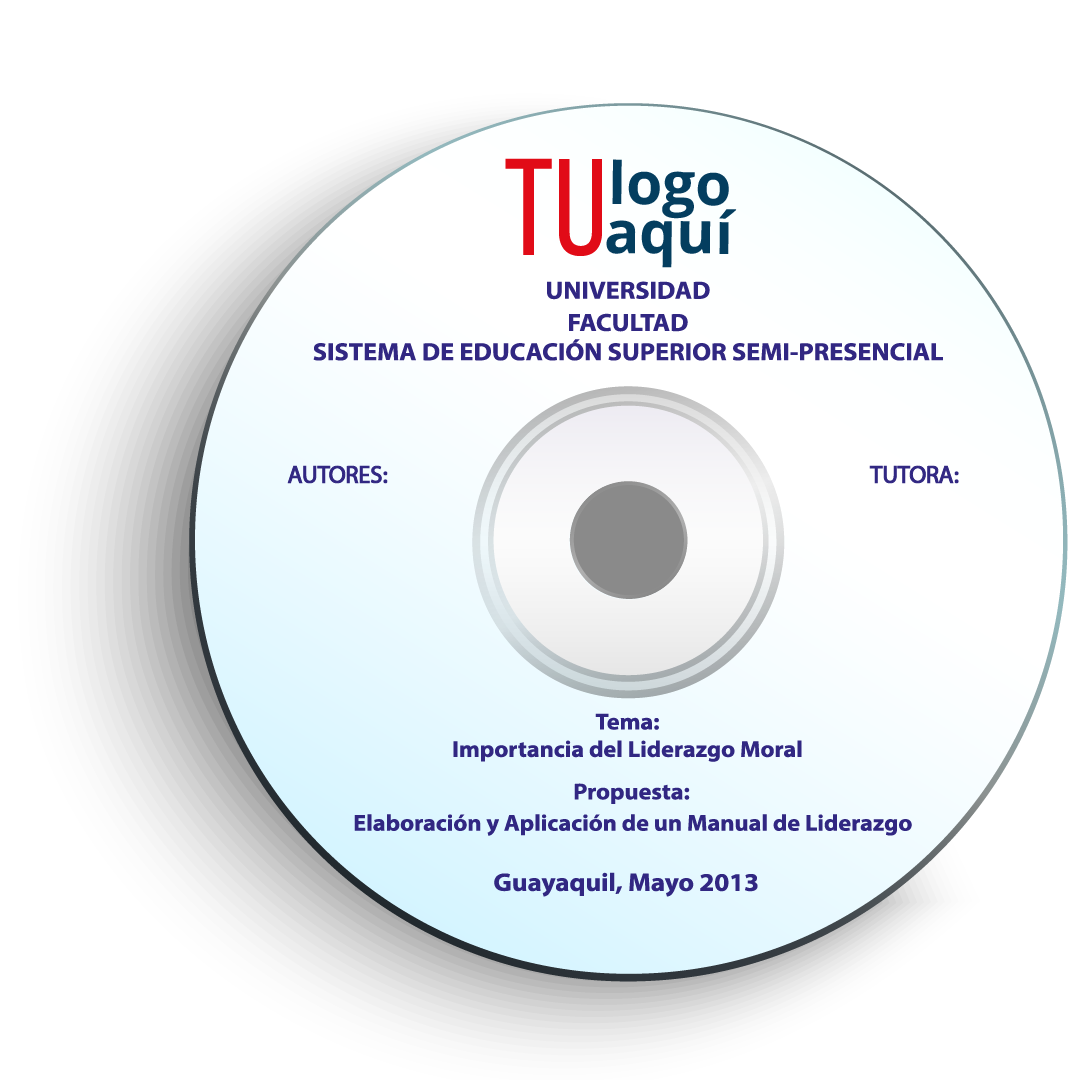 TU logo
aquí
UNIVERSIDAD
FACULTAD
SISTEMA DE EDUCACIÓN SUPERIOR SEMI-PRESENCIAL
AUTORES:
TUTORA:
Tema:
Importancia del Liderazgo Moral
Propuesta:
Elaboración y Aplicación de un Manual de Liderazgo
Guayaquil, Mayo 2013